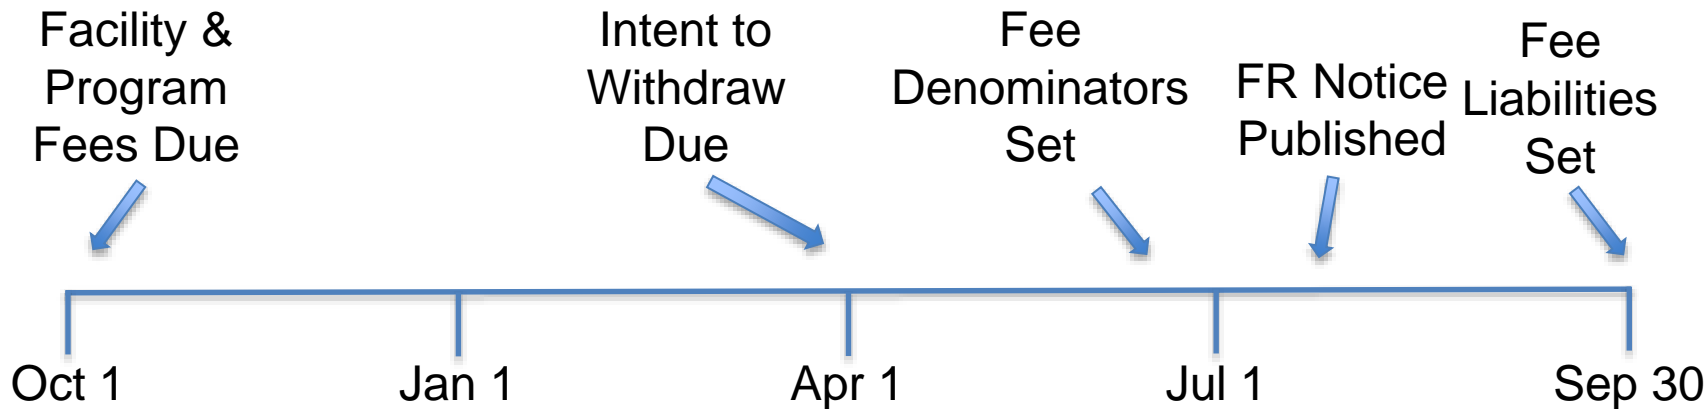 Facility &
Program
Fees Due
Intent to
Withdraw
Due
Fee
Denominators
Set
FR Notice
Published
Fee
Liabilities
Set
Oct 1
Jan 1
Apr 1
Jul 1
Sep 30